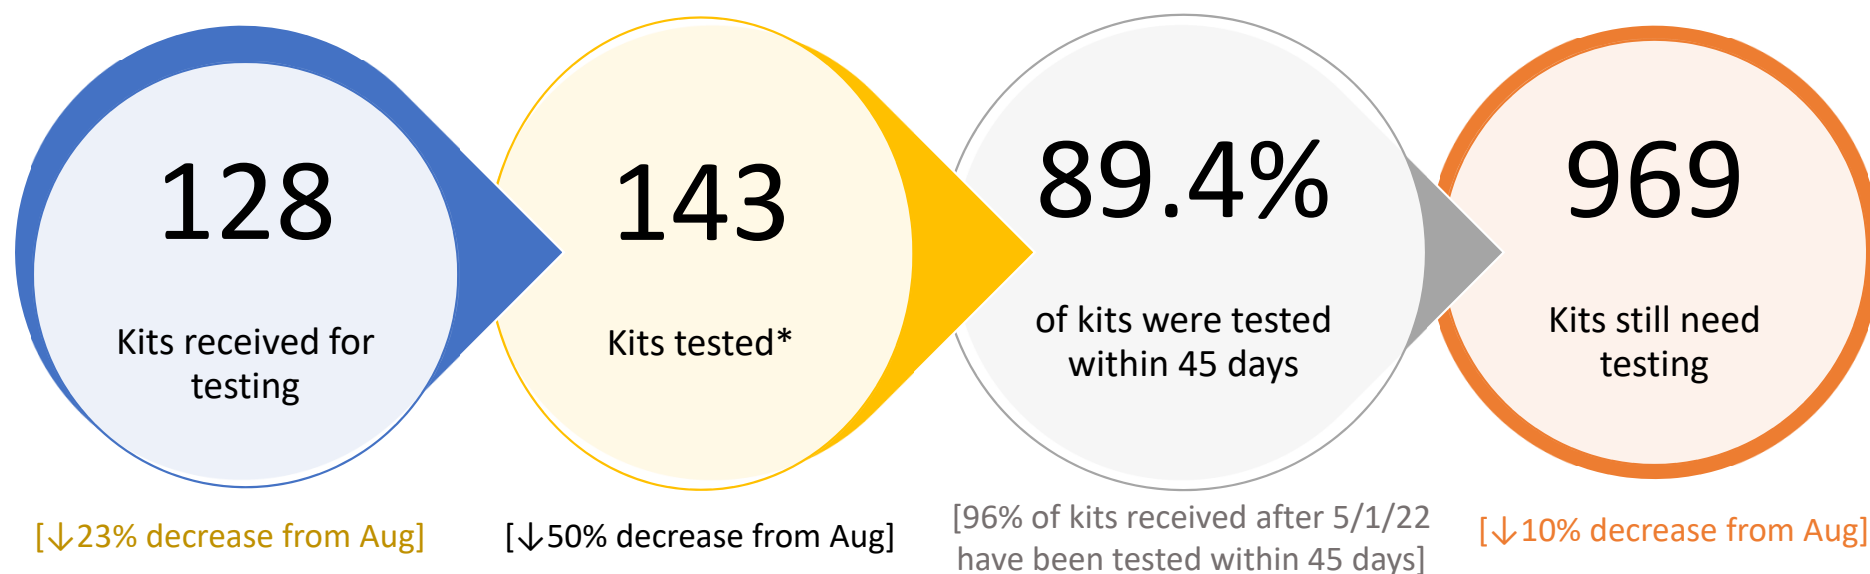 128
Kits received for
testing
[↓23% decrease from Aug]
143
Kits tested*
[↓50% decrease from Aug]
89.4%
of kits were tested
within 45 days
[96% of kits received after 5/1/22
have been tested within 45 days]
969
Kits still need
testing
[↓10% decrease from Aug]